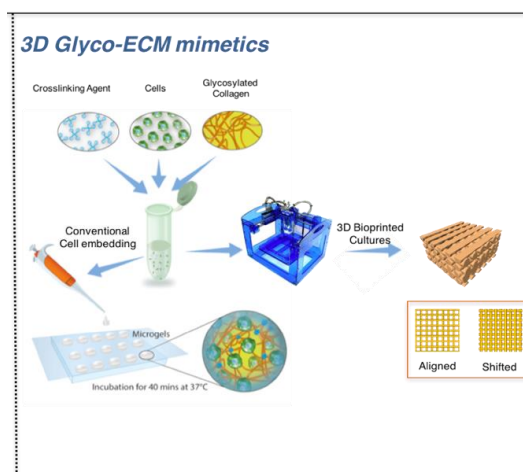 3D Glyco-ECM mimetics
Crosslinking Agent
Cells
Glycosylated
Collagen
Conventional
Cell embedding
3D Bioprinted
Cultures
Microgels
Incubation for 40 mins at 37°C
Aligned
Shifted